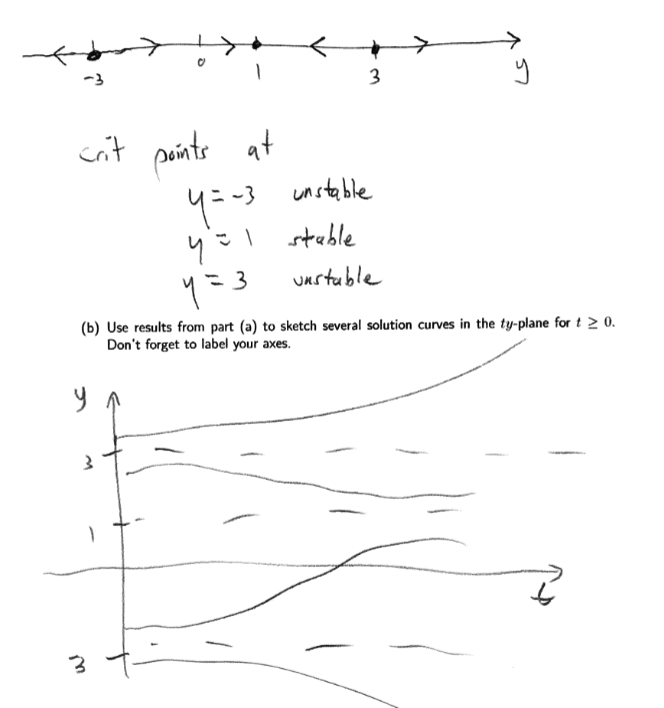 -3 0 1 3 y
crit points at
y = -3 unstable
y = 1 stable
y = 3 unstable
(b) Use results from part (a) to sketch several solution curves in the ty-plane for t ≥ 0.
Don't forget to label your axes.
y
3
1
t
3